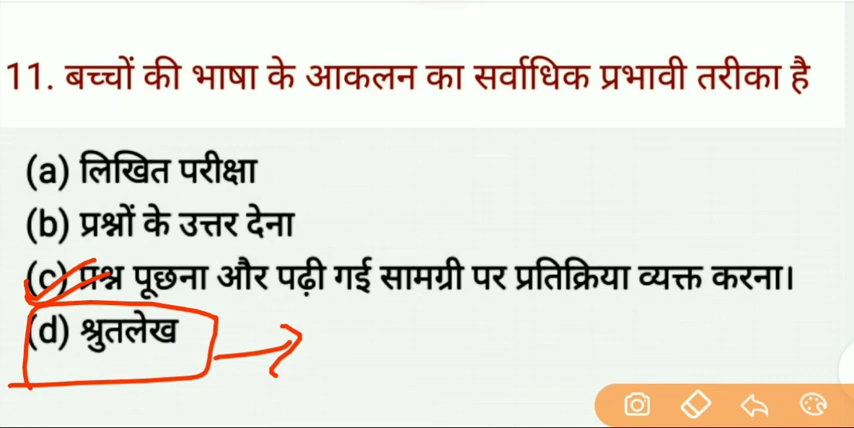 11. बच्चों की भाषा के आकलन का सर्वाधिक प्रभावी तरीका है
(a) लिखित परीक्षा
(b) प्रश्नों के उत्तर देना
(c) प्रश्न पूछना और पढ़ी गई सामग्री पर प्रतिक्रिया व्यक्त करना।
(d) श्रुतलेख